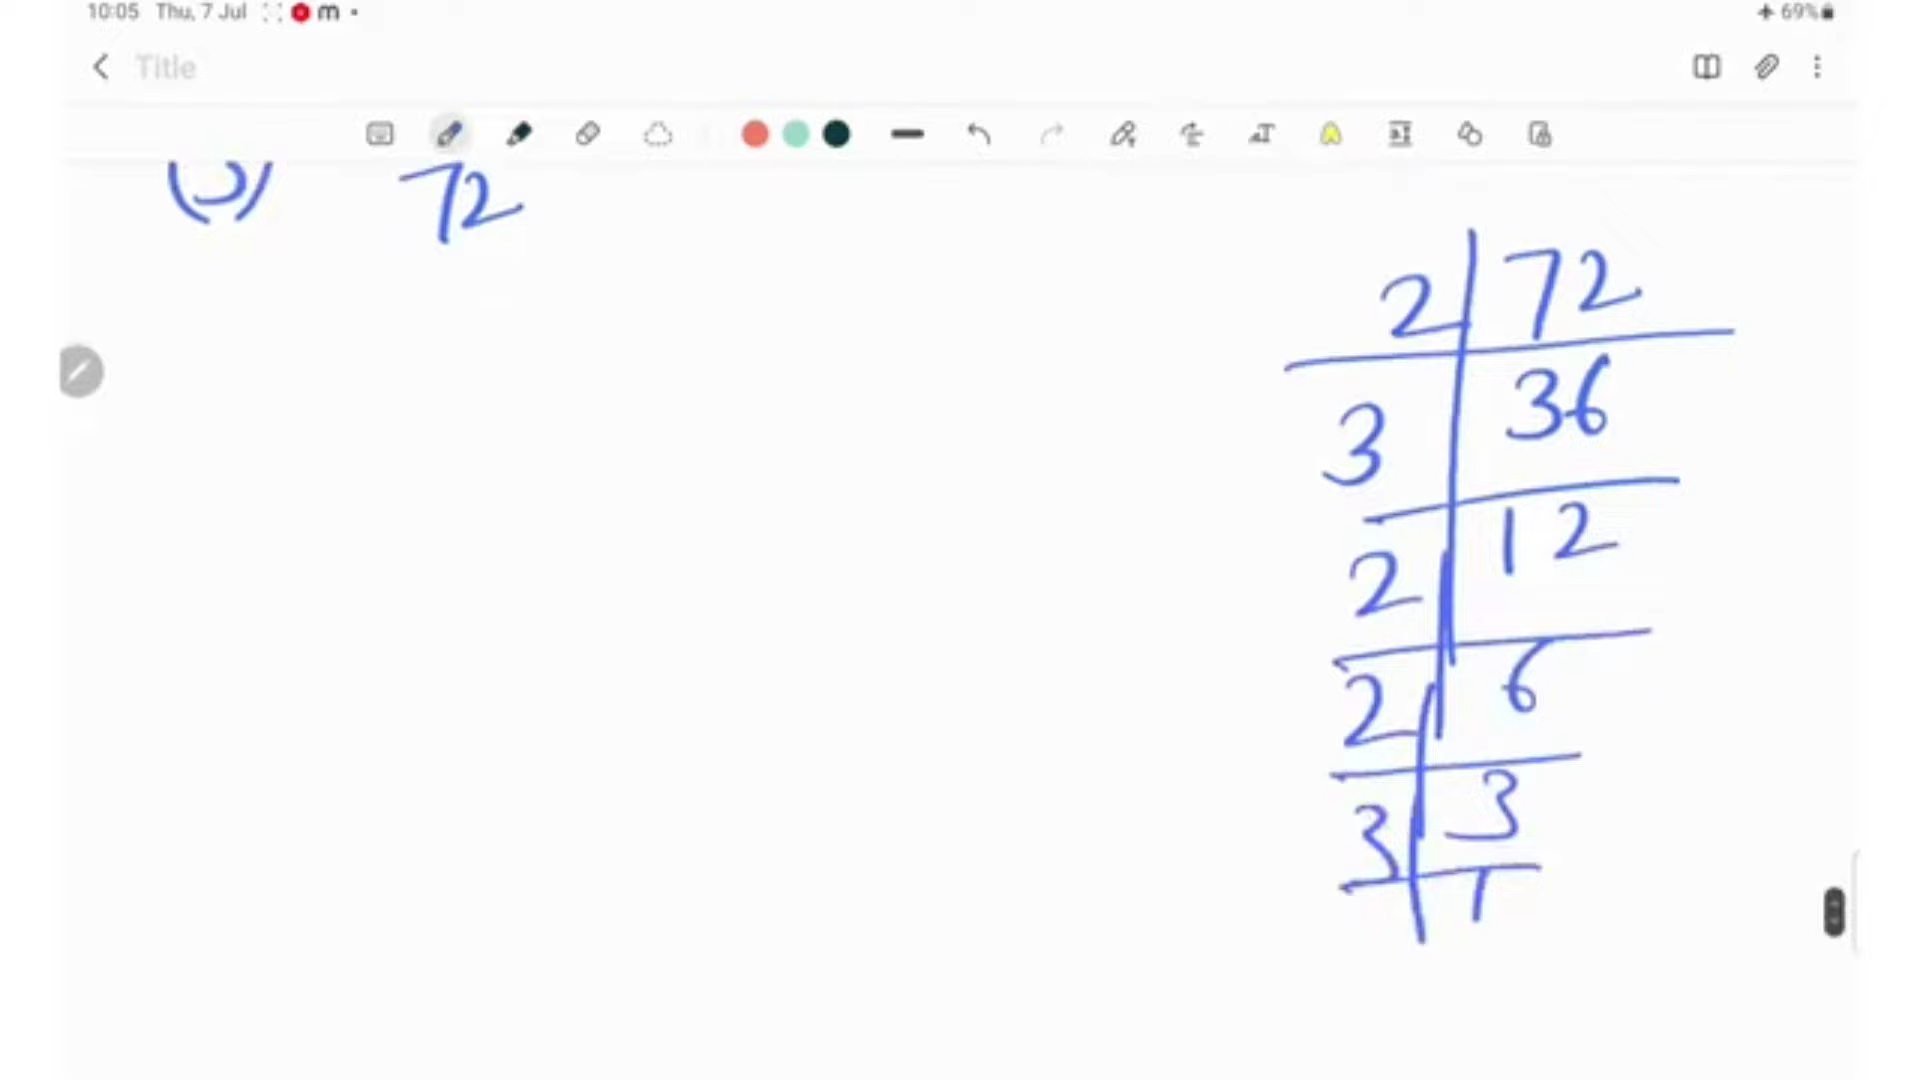 10:05 Thu, 7 Jul m • 69%
Title
72
2 | 72
3 | 36
2 | 12
2 | 6
3 | 3
1